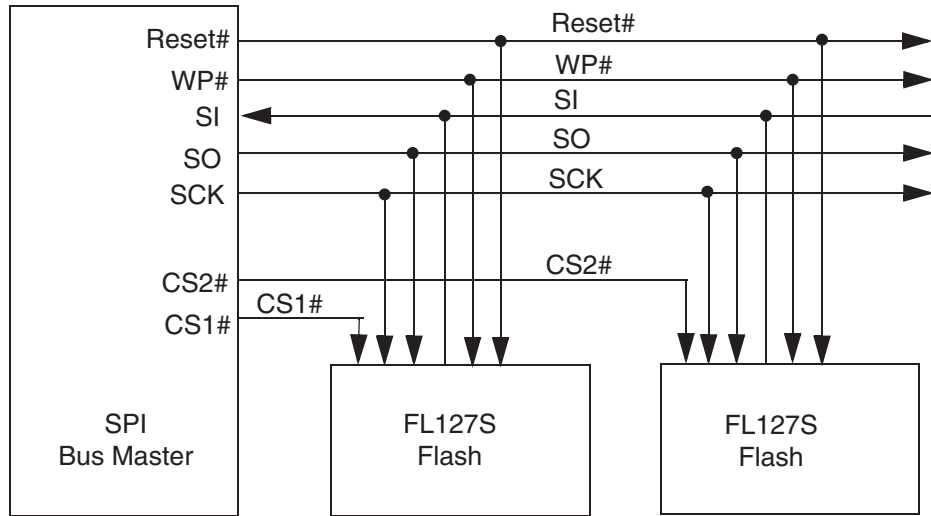 Reset#
Reset#
WP#
WP#
SI
SI
SO
SO
SCK
SCK
CS2#
CS2#
CS1#
CS1#
SPI
Bus Master
FL127S
Flash
FL127S
Flash